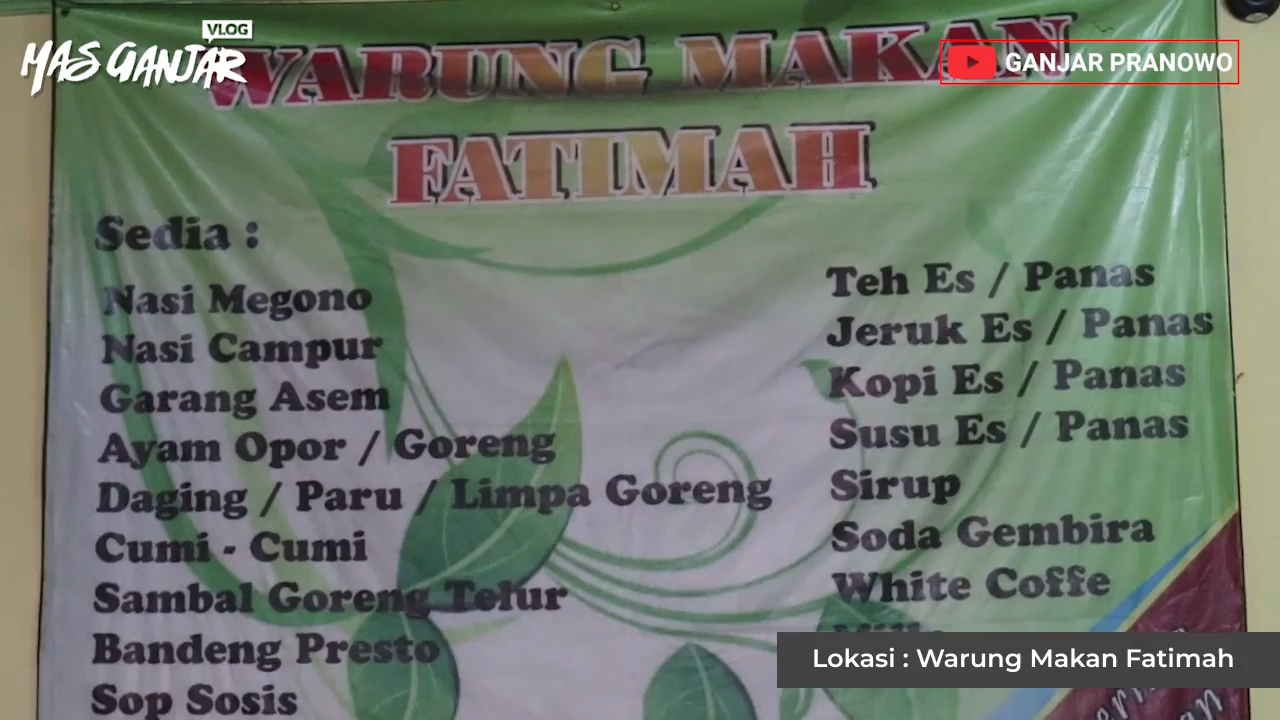 VLOG
MAS GANJAR
GANJAR PRANOWO
WARUNG MAKAN
FATIMAH
Sedia :
Nasi Megono
Nasi Campur
Garang Asem
Ayam Opor / Goreng
Daging / Paru / Limpa Goreng
Cumi - Cumi
Sambal Goreng Telur
Bandeng Presto
Sop Sosis
Teh Es / Panas
Jeruk Es / Panas
Kopi Es / Panas
Susu Es / Panas
Sirup
Soda Gembira
White Coffe
Lokasi : Warung Makan Fatimah